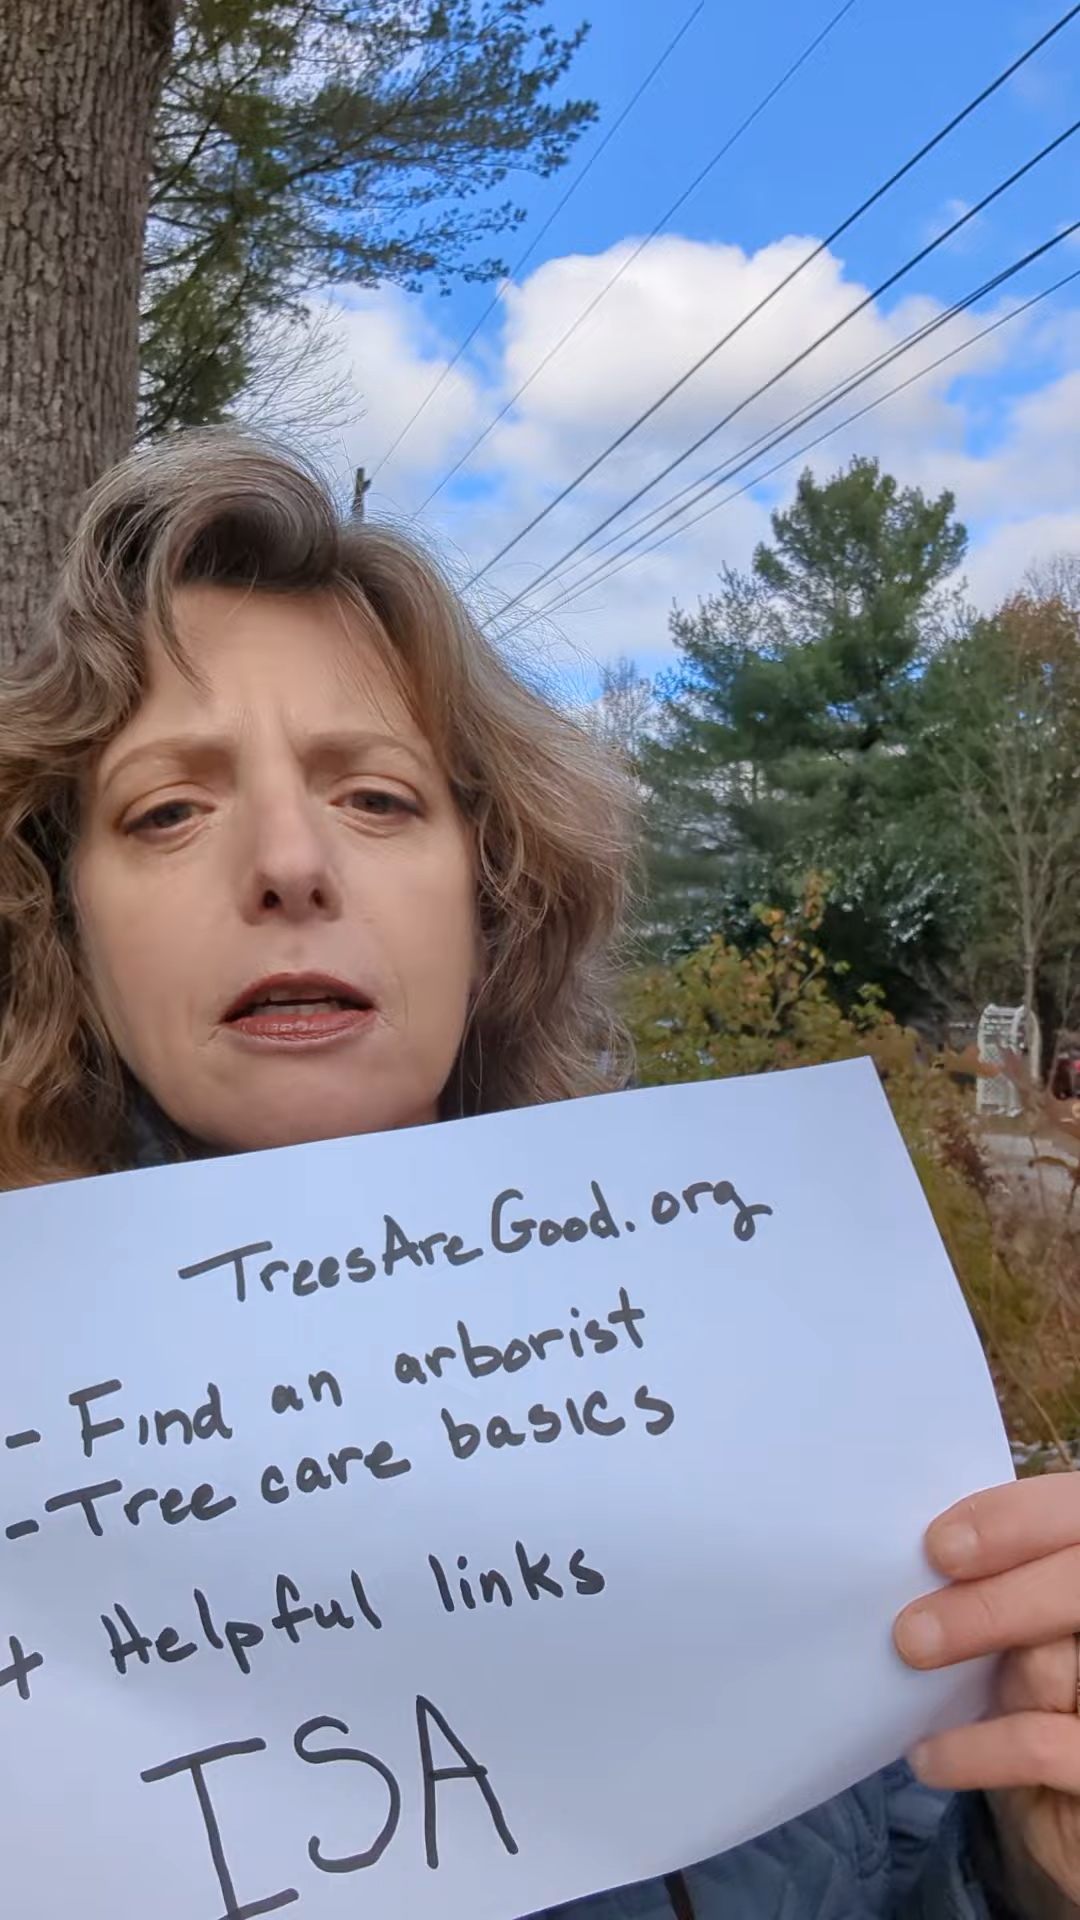 TreesAreGood.org
- Find an arborist
- Tree care basics
+ Helpful links
ISA